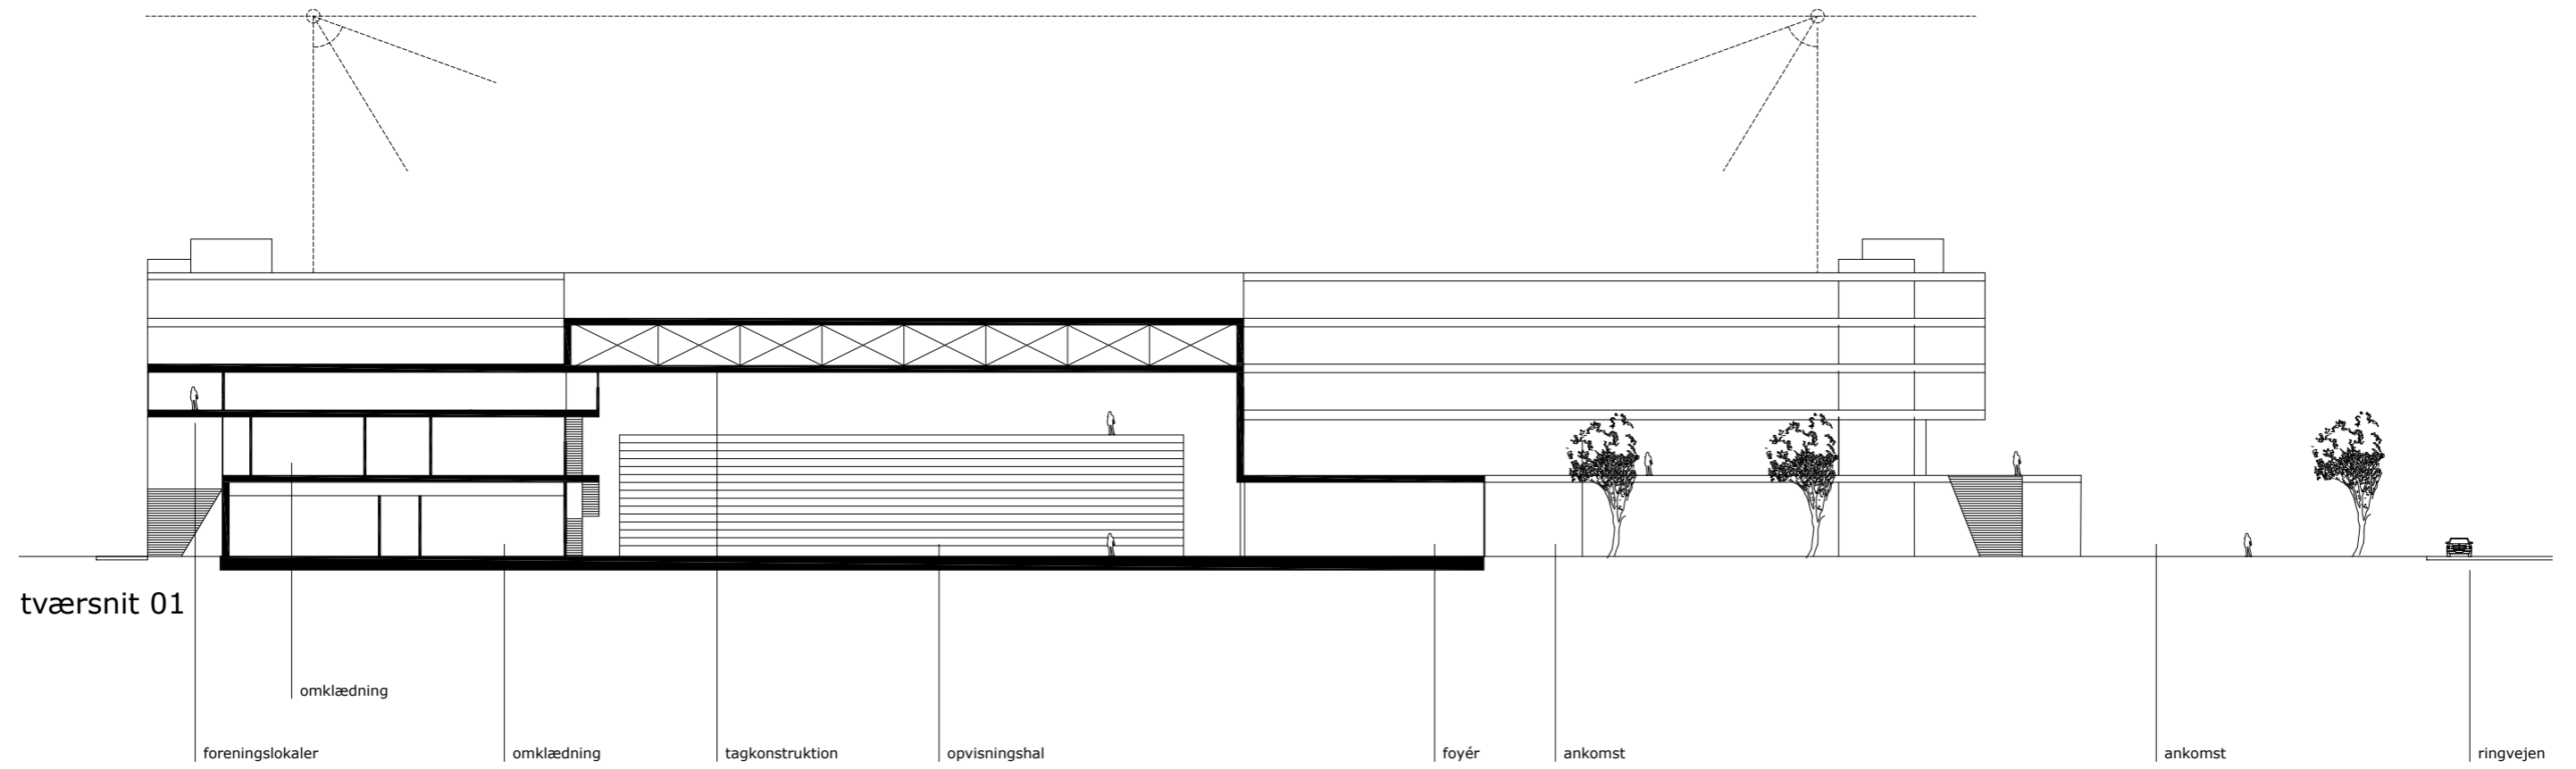 tværsnit 01
omklædning
foreningslokaler
omklædning
tagkonstruktion
opvisningshal
foyér
ankomst
ankomst
ringvejen